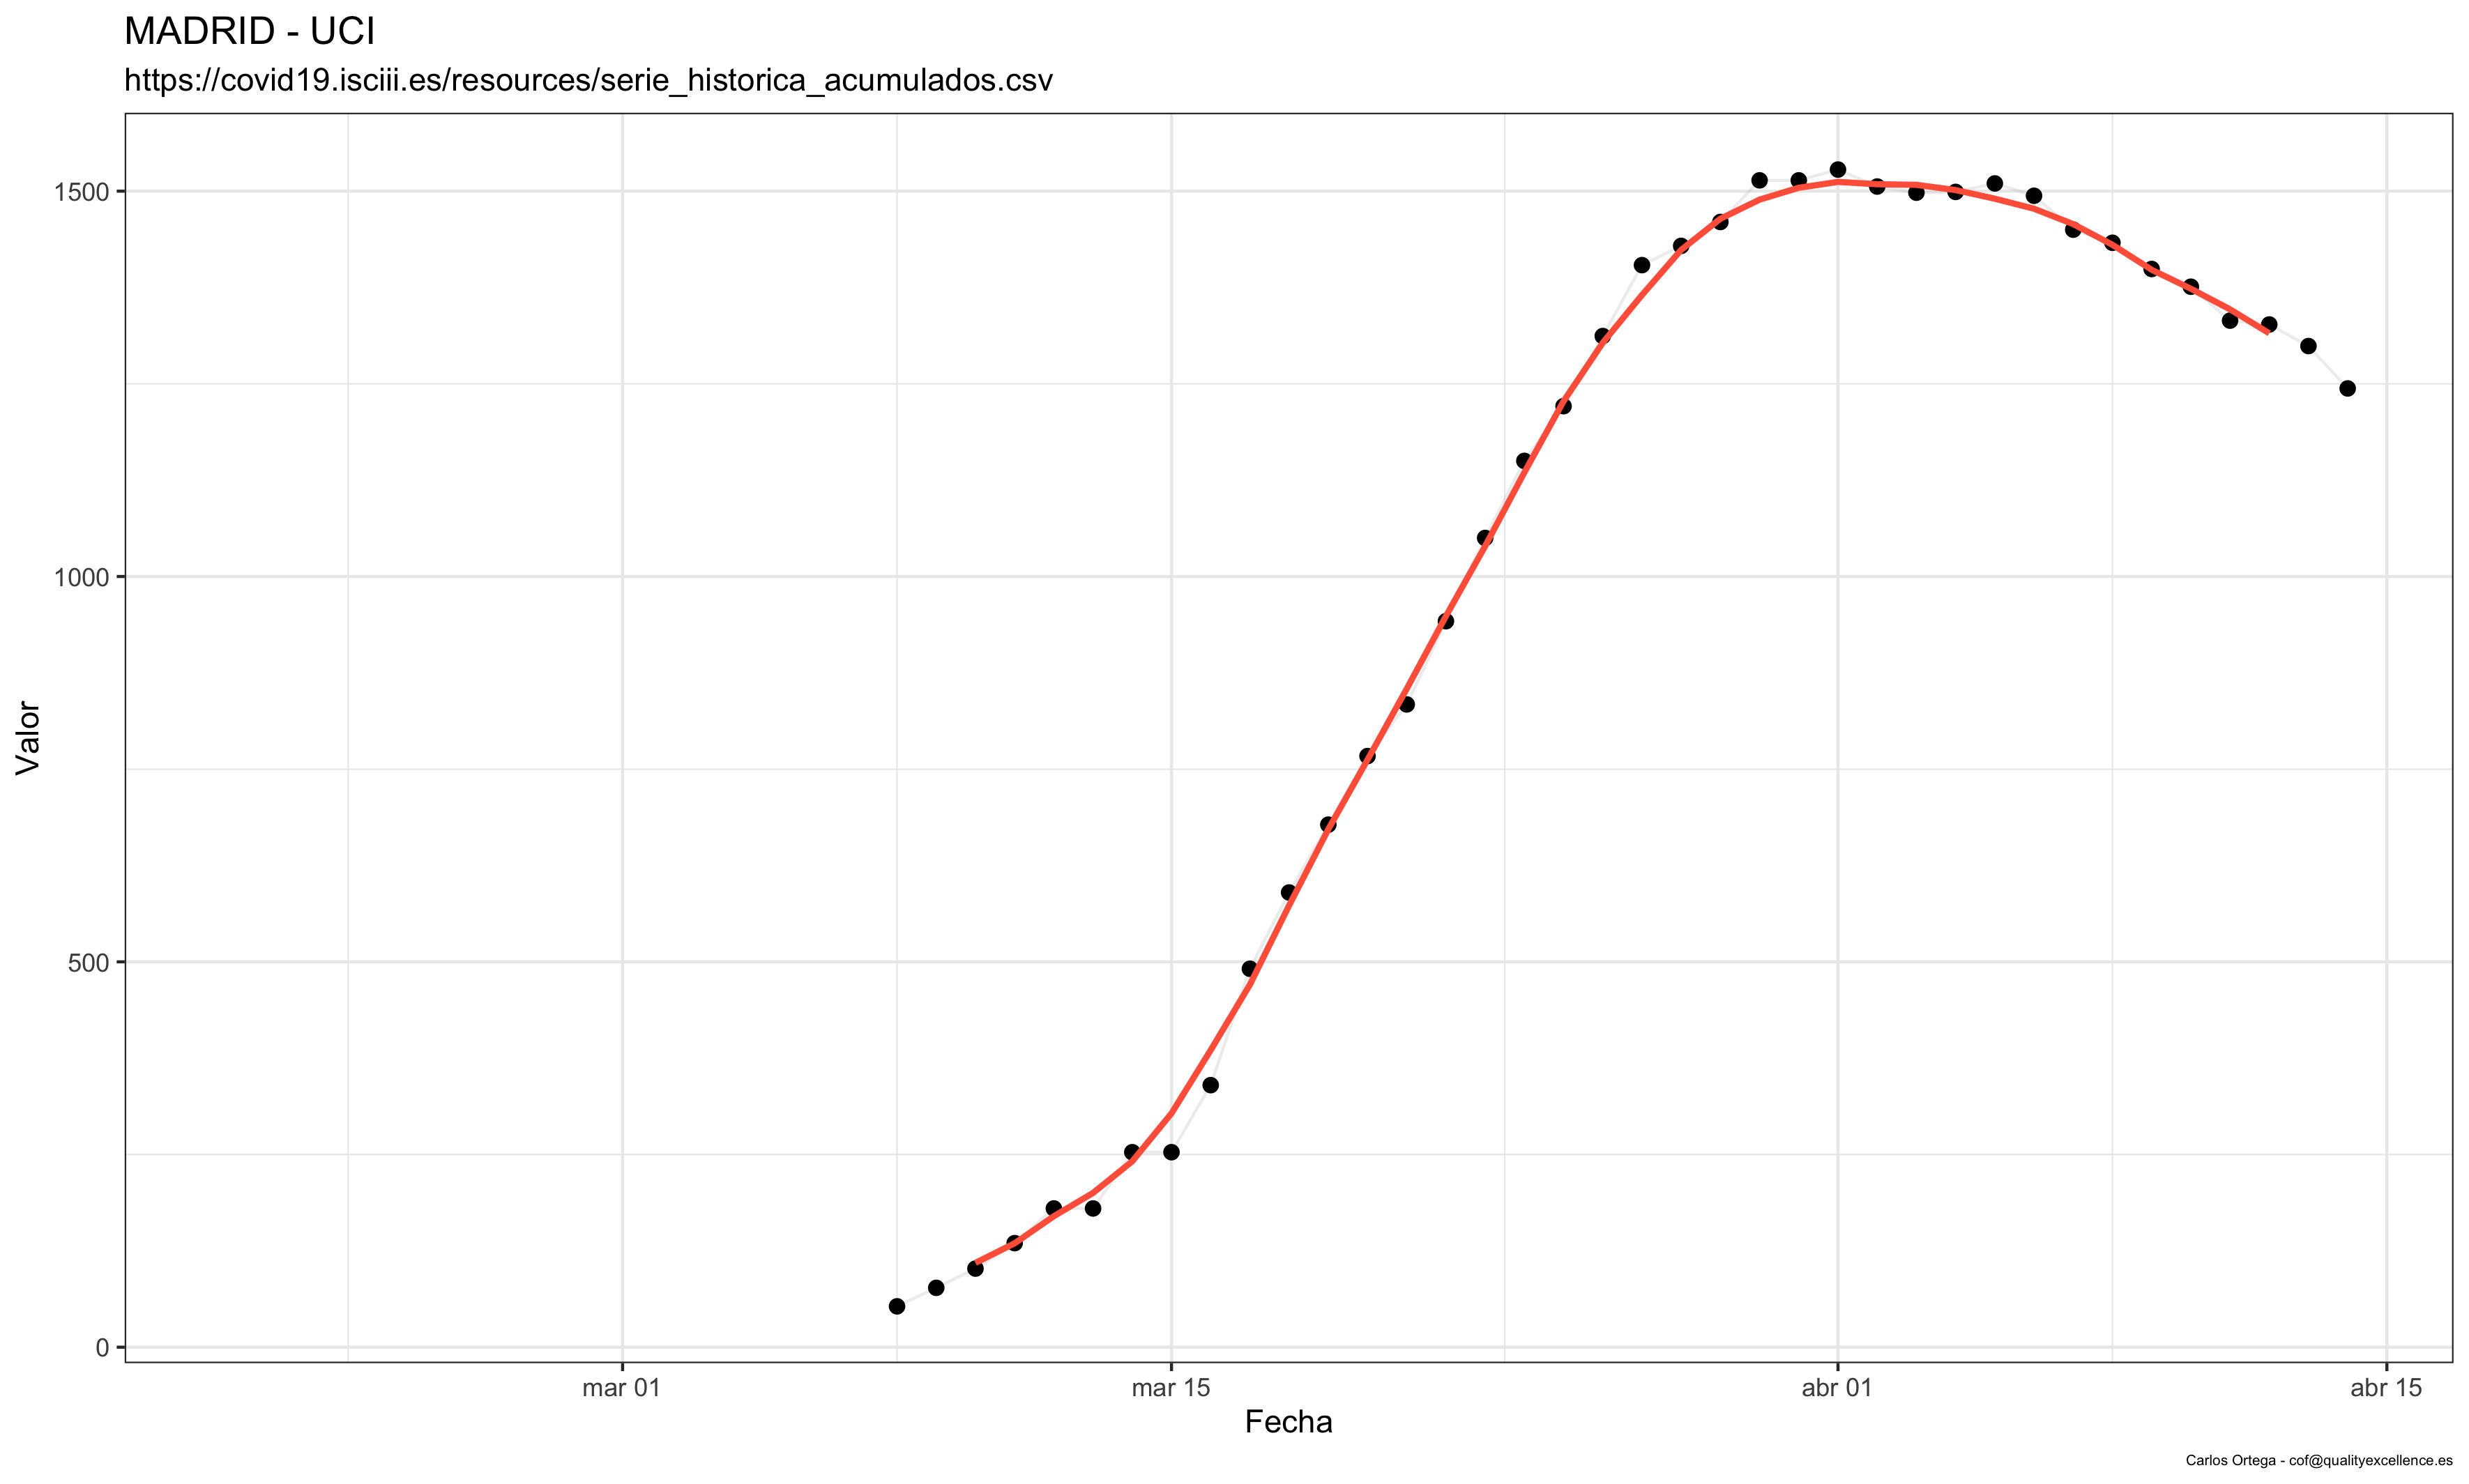 MADRID - UCI
https://covid19.isciii.es/resources/serie_historica_acumulados.csv
1500
1000
500
0
Valor
mar 01
mar 15
abr 01
abr 15
Fecha
Carlos Ortega - cof@qualityexcellence.es